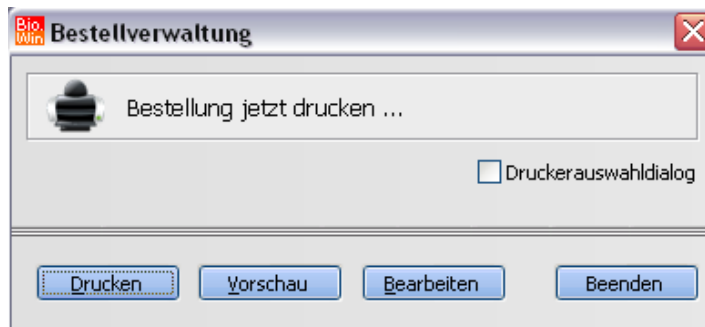 Bio
Win Bestellverwaltung
Bestellung jetzt drucken ...
Druckerauswahldialog
Drucken Vorschau Bearbeiten Beenden